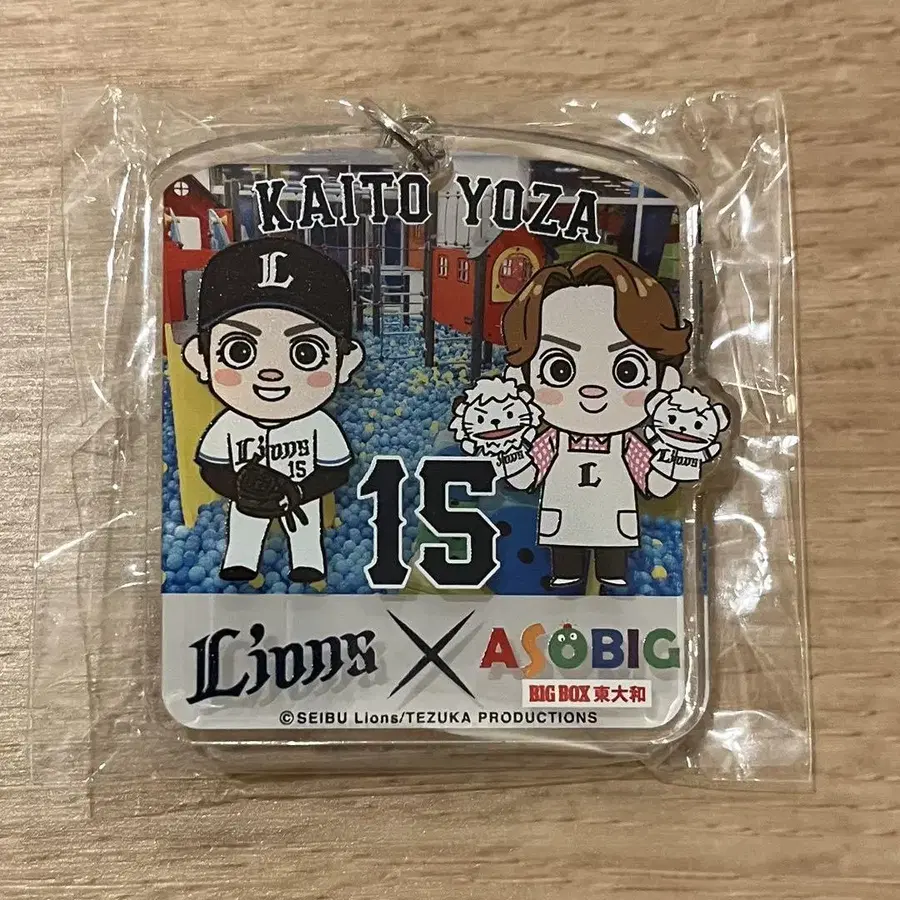 KAITO YOZA
L
Lions
15
Lions
Lions
L
15
Lions × ASOBIG
BIG BOX 東大和
©SEIBU Lions/TEZUKA PRODUCTIONS